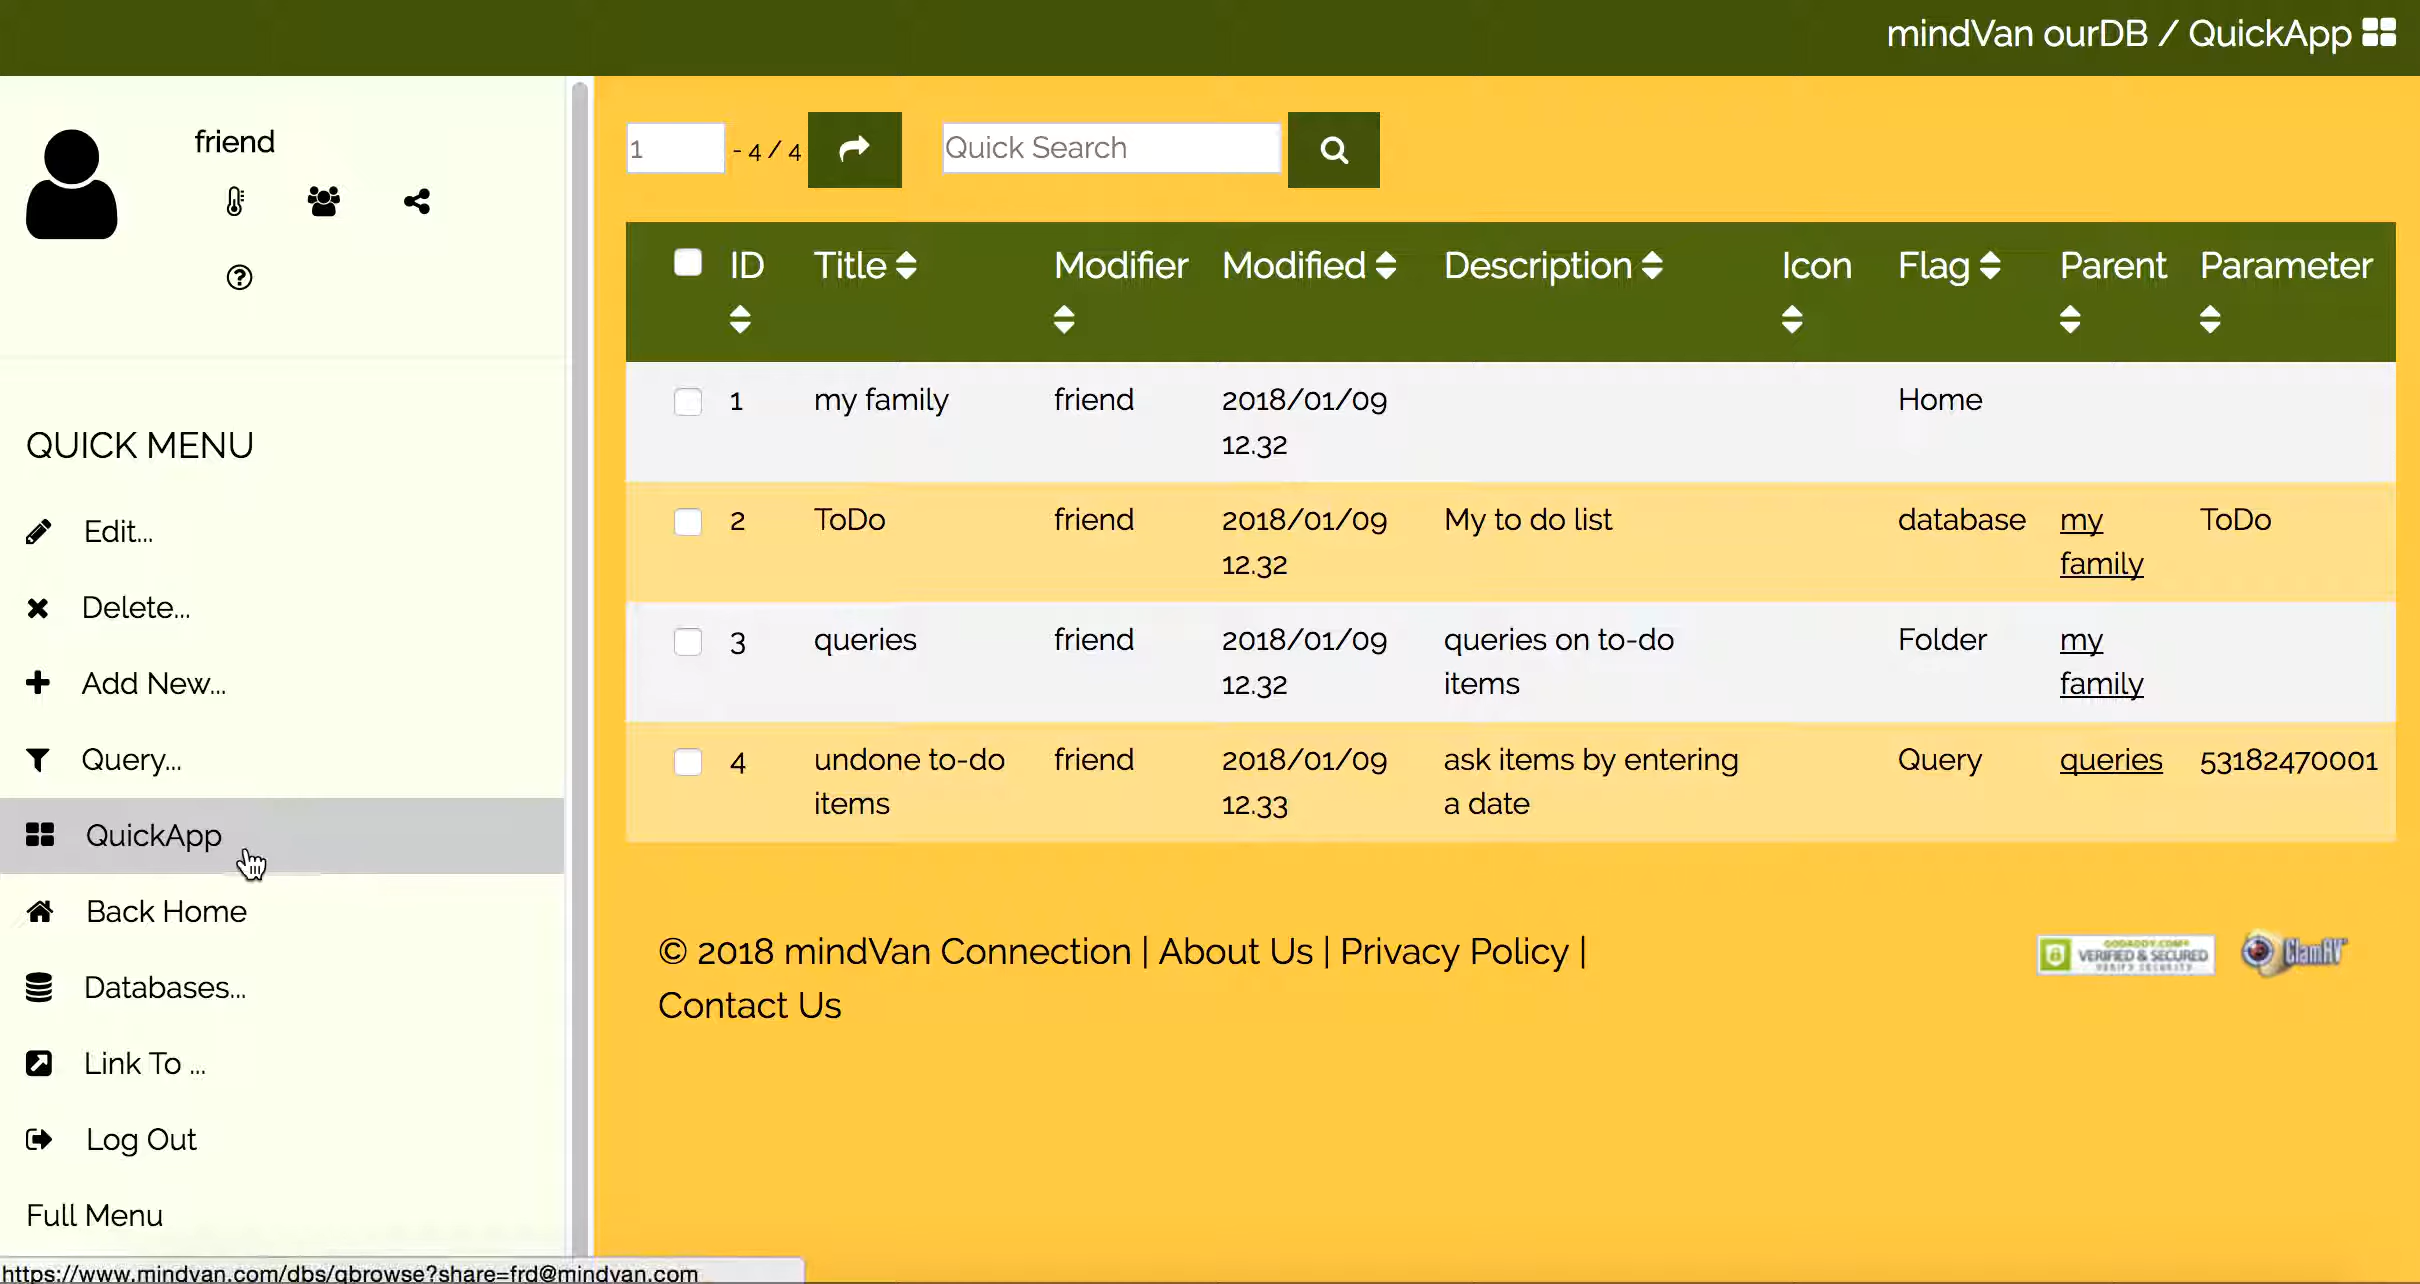 mindVan ourDB / QuickApp
friend
QUICK MENU
Edit...
Delete...
Add New...
Query...
QuickApp
Back Home
Databases...
Link To ...
Log Out
Full Menu
https://www.mindvan.com/dbs/qbrowse?share=frd@mindvan.com
1 - 4 / 4 Quick Search
ID Title Modifier Modified Description Icon Flag Parent Parameter
1 my family friend 2018/01/09 Home
12.32
2 ToDo friend 2018/01/09 My to do list database my ToDo
12.32 family
3 queries friend 2018/01/09 queries on to-do Folder my
12.32 items family
4 undone to-do friend 2018/01/09 ask items by entering Query queries 53182470001
items 12.33 a date
© 2018 mindVan Connection | About Us | Privacy Policy |
Contact Us
GODADDY.COM
VERIFIED & SECURED
VERIFY SECURITY
ClamAV